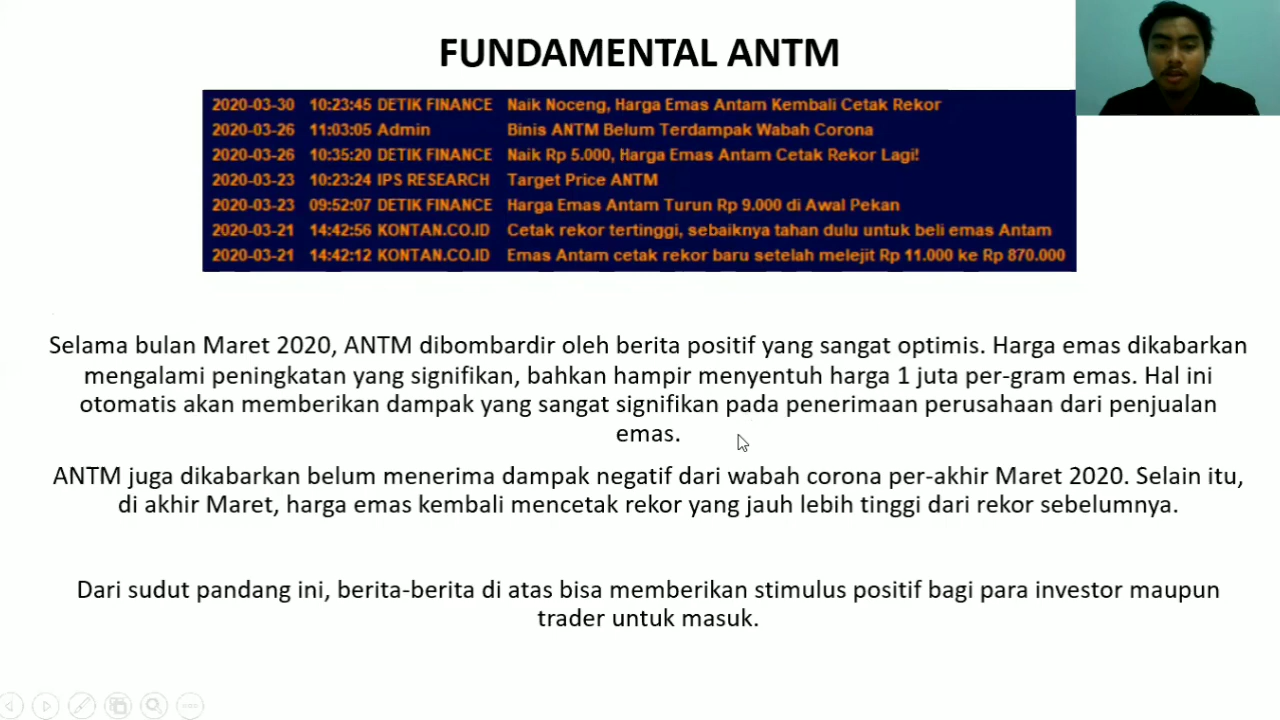 FUNDAMENTAL ANTM
2020-03-30 10:23:45 DETIK FINANCE Naik Noceng, Harga Emas Antam Kembali Cetak Rekor
2020-03-26 11:03:05 Admin Binis ANTM Belum Terdampak Wabah Corona
2020-03-26 10:35:20 DETIK FINANCE Naik Rp 5.000, Harga Emas Antam Cetak Rekor Lagi!
2020-03-23 10:23:24 IPS RESEARCH Target Price ANTM
2020-03-23 09:52:07 DETIK FINANCE Harga Emas Antam Turun Rp 9.000 di Awal Pekan
2020-03-21 14:42:56 KONTAN.CO.ID Cetak rekor tertinggi, sebaiknya tahan dulu untuk beli emas Antam
2020-03-21 14:42:12 KONTAN.CO.ID Emas Antam cetak rekor baru setelah melejit Rp 11.000 ke Rp 870.000
Selama bulan Maret 2020, ANTM dibombardir oleh berita positif yang sangat optimis. Harga emas dikabarkan
mengalami peningkatan yang signifikan, bahkan hampir menyentuh harga 1 juta per-gram emas. Hal ini
otomatis akan memberikan dampak yang sangat signifikan pada penerimaan perusahaan dari penjualan
emas.
ANTM juga dikabarkan belum menerima dampak negatif dari wabah corona per-akhir Maret 2020. Selain itu,
di akhir Maret, harga emas kembali mencetak rekor yang jauh lebih tinggi dari rekor sebelumnya.
Dari sudut pandang ini, berita-berita di atas bisa memberikan stimulus positif bagi para investor maupun
trader untuk masuk.